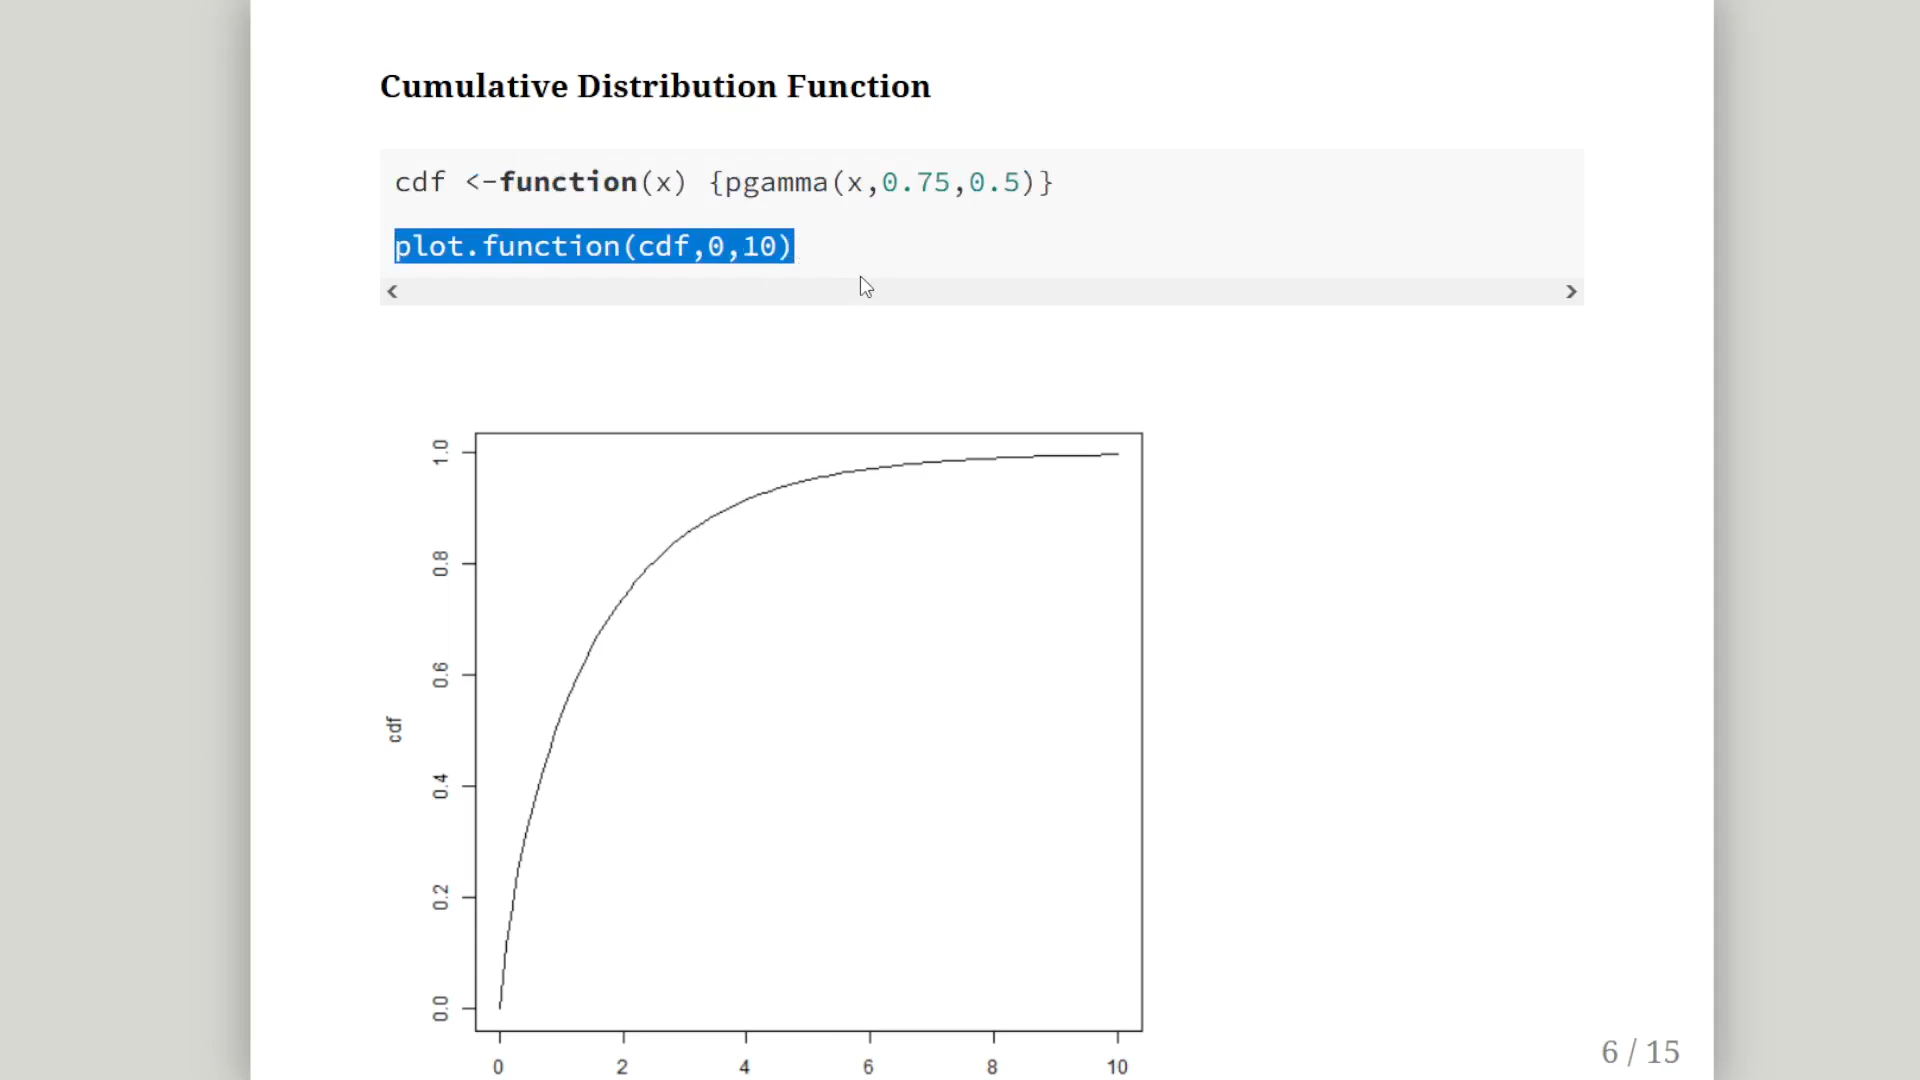 Cumulative Distribution Function
cdf <-function(x) {pgamma(x,0.75,0.5)}
plot.function(cdf,0,10)
1.0
0.8
0.6
0.4
0.2
0.0
cdf
0 2 4 6 8 10
6 / 15